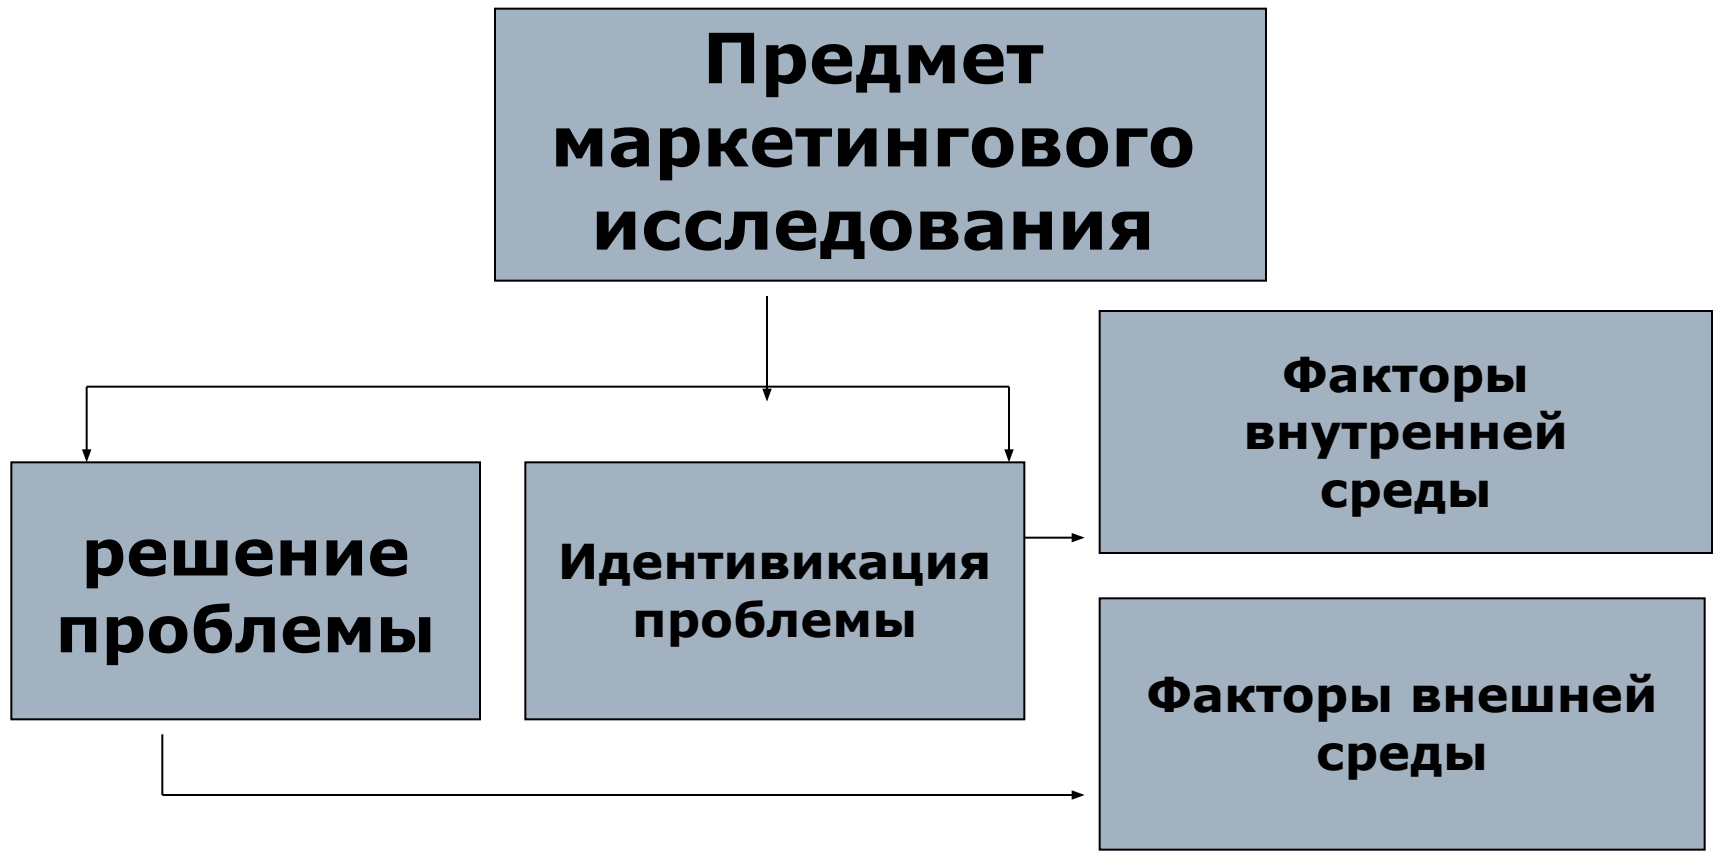 Предмет
маркетингового
исследования
Факторы
внутренней
среды
решение
проблемы
Идентивикация
проблемы
Факторы внешней
среды